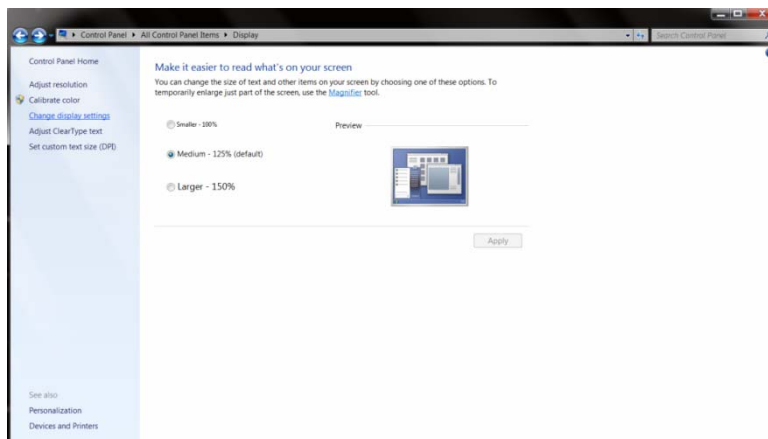 Control Panel ▸ All Control Panel Items ▸ Display
Search Control Panel
Control Panel Home
Adjust resolution
Calibrate color
Change display settings
Adjust ClearType text
Set custom text size (DPI)
Make it easier to read what's on your screen
You can change the size of text and other items on your screen by choosing one of these options. To
temporarily enlarge just part of the screen, use the Magnifier tool.
Smaller - 100%
Preview
Medium - 125% (default)
Larger - 150%
Apply
See also
Personalization
Devices and Printers